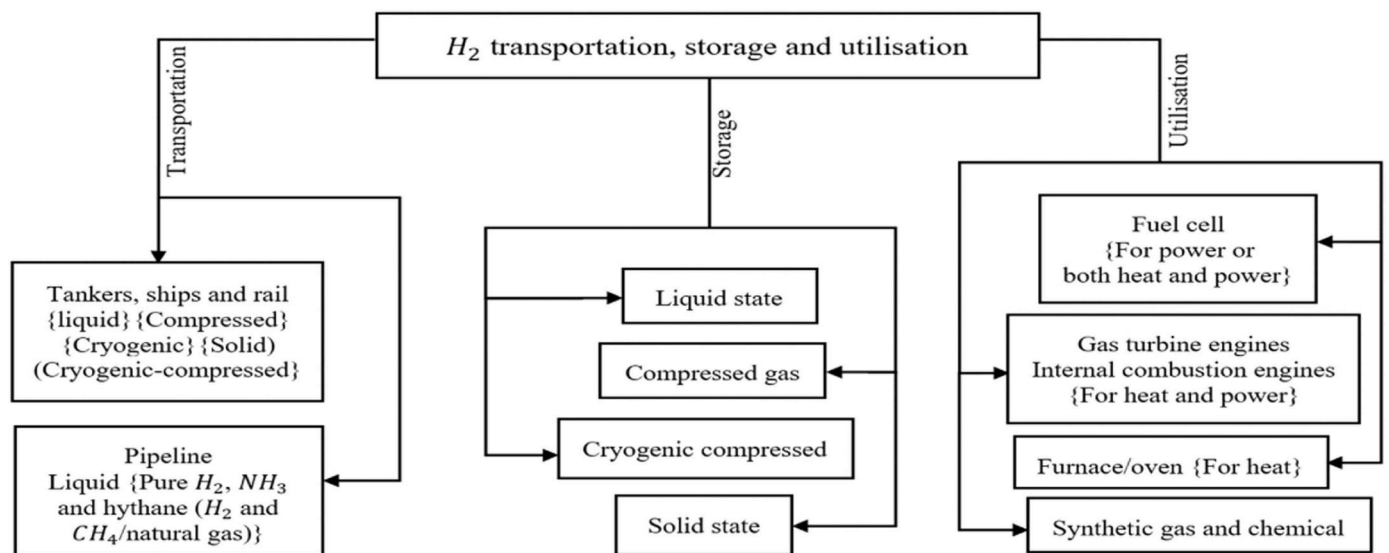 H₂ transportation, storage and utilisation
Transportation
Tankers, ships and rail
{liquid} {Compressed}
{Cryogenic} {Solid)
(Cryogenic-compressed}
Pipeline
Liquid {Pure H₂, NH₃
and hythane (H₂ and
CH₄/natural gas)}
Storage
Liquid state
Compressed gas
Cryogenic compressed
Solid state
Utilisation
Fuel cell
{For power or
both heat and power}
Gas turbine engines
Internal combustion engines
{For heat and power}
Furnace/oven {For heat}
Synthetic gas and chemical